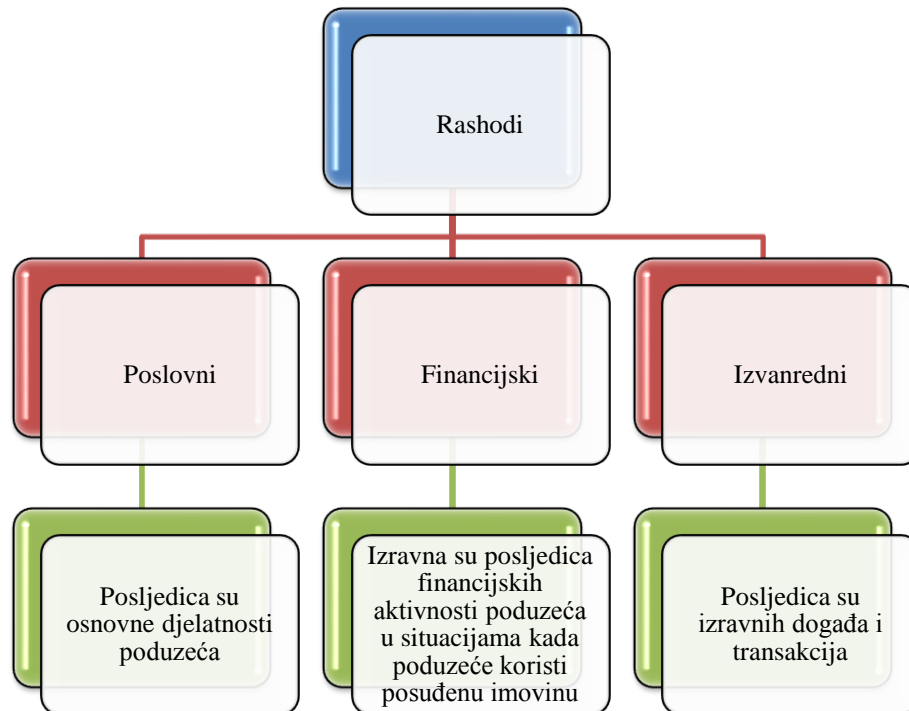 Rashodi
Poslovni
Financijski
Izvanredni
Posljedica su
osnovne djelatnosti
poduzeća
Izravna su posljedica
financijskih
aktivnosti poduzeća
u situacijama kada
poduzeće koristi
posuđenu imovinu
Posljedica su
izravnih događa i
transakcija